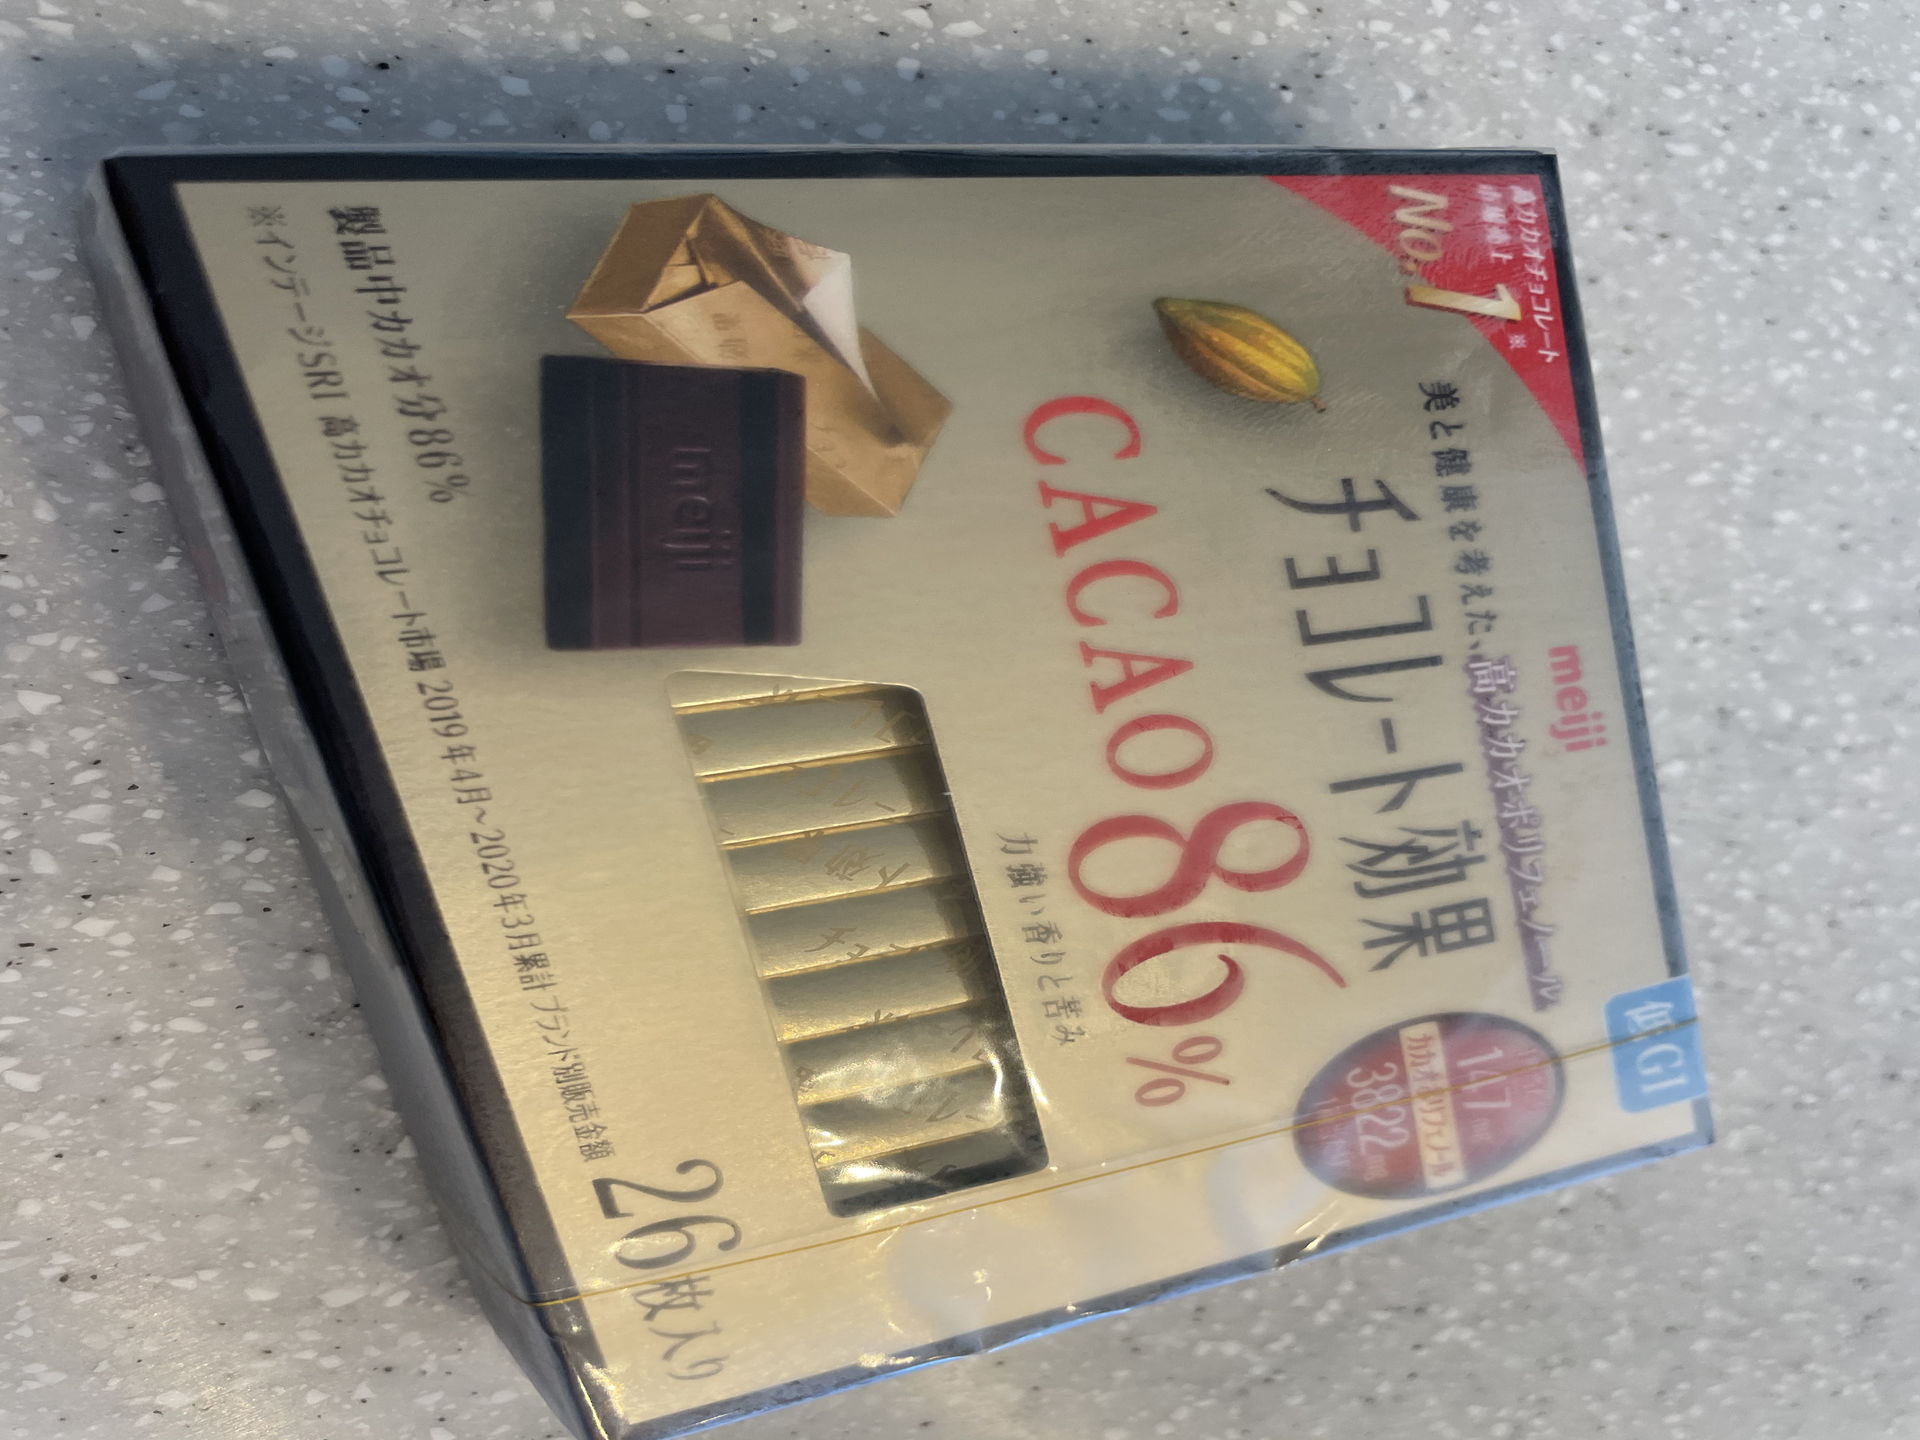 高カカオチョコレート
市場売上
No.1※
meiji
低GI
美と健康を考えた、高カカオポリフェノール
チョコレート効果
147mg
カカオポリフェノール
3822mg
CACAO86%
力強い香りと苦み
meiji
製品中カカオ分86%
※インテージSRI 高カカオチョコレート市場 2019年4月~2020年3月累計 ブランド別販売金額
26枚入り